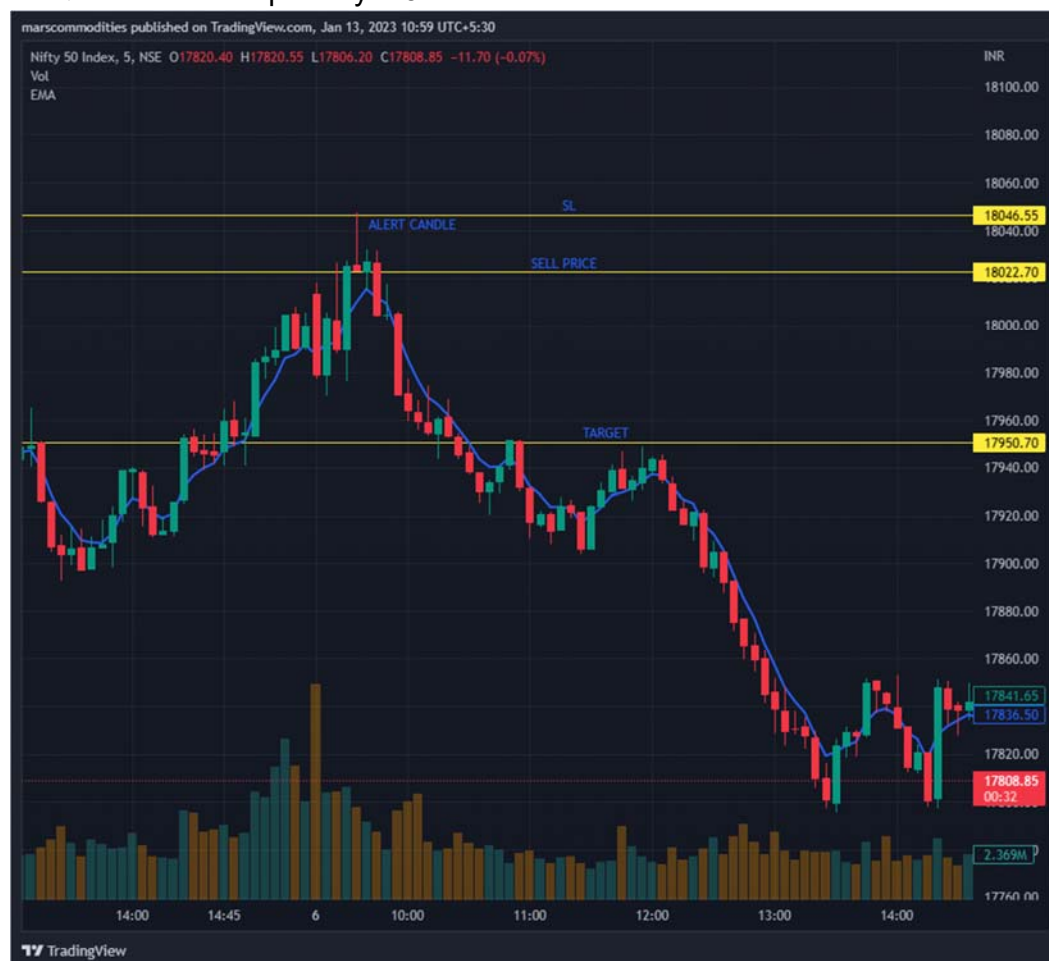 marscommodities published on TradingView.com, Jan 13, 2023 10:59 UTC+5:30
Nifty 50 Index, 5, NSE O17820.40 H17820.55 L17806.20 C17808.85 −11.70 (−0.07%)
INR
Vol
EMA
18100.00
18080.00
18060.00
SL
18046.55
ALERT CANDLE
18040.00
SELL PRICE
18022.70
18000.00
17980.00
17960.00
TARGET
17950.70
17940.00
17920.00
17900.00
17880.00
17860.00
17841.65
17836.50
17820.00
17808.85
00:32
2.369M
17760.00
14:00 14:45 6 10:00 11:00 12:00 13:00 14:00
TradingView